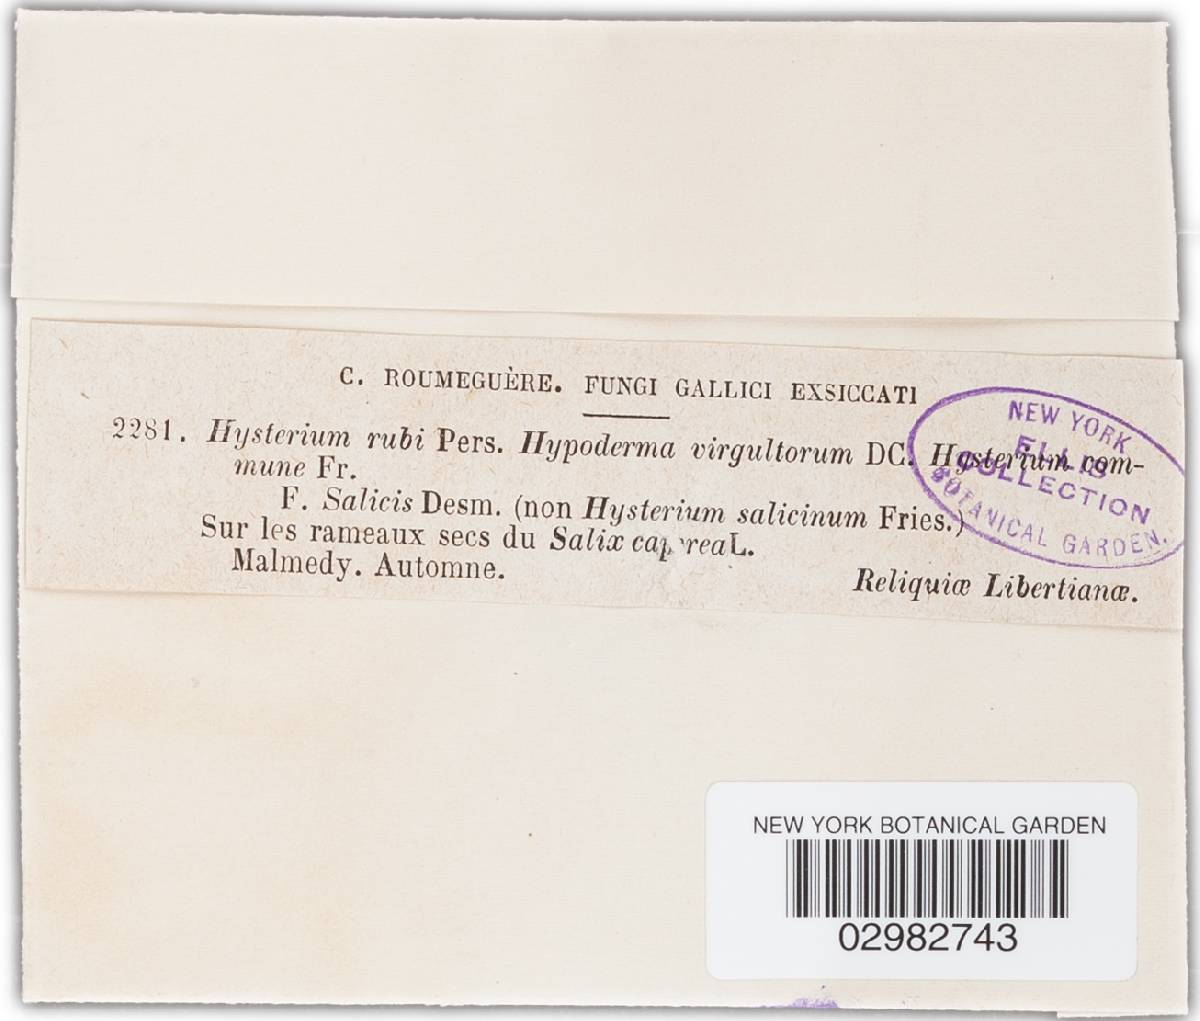 C. ROUMEGUÈRE. FUNGI GALLICI EXSICCATI
2281. Hysterium rubi Pers. Hypoderma virgultorum DC. Hysterium com-
mune Fr.
F. Salicis Desm. (non Hysterium salicinum Fries.)
Sur les rameaux secs du Salix caprea L.
Malmedy. Automne.
Reliquiæ Libertianæ.
NEW YORK
ELLIS
COLLECTION
BOTANICAL GARDEN.
NEW YORK BOTANICAL GARDEN
02982743